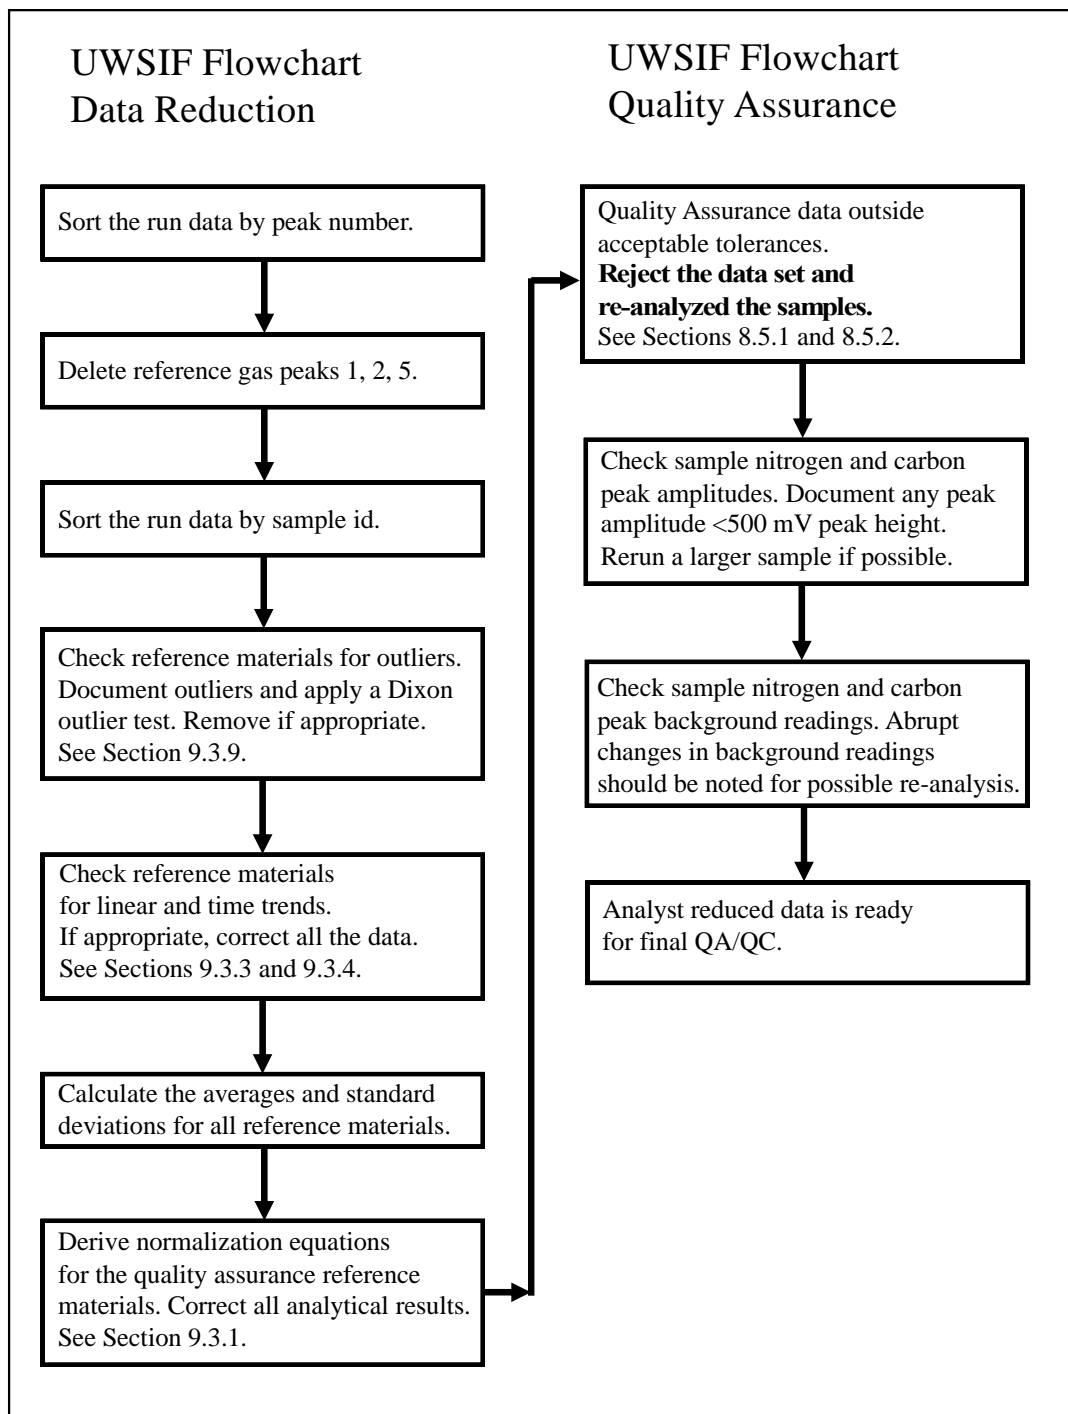 UWSIF Flowchart
Data Reduction
Sort the run data by peak number.
Delete reference gas peaks 1, 2, 5.
Sort the run data by sample id.
Check reference materials for outliers.
Document outliers and apply a Dixon
outlier test. Remove if appropriate.
See Section 9.3.9.
Check reference materials
for linear and time trends.
If appropriate, correct all the data.
See Sections 9.3.3 and 9.3.4.
Calculate the averages and standard
deviations for all reference materials.
Derive normalization equations
for the quality assurance reference
materials. Correct all analytical results.
See Section 9.3.1.
UWSIF Flowchart
Quality Assurance
Quality Assurance data outside
acceptable tolerances.
Reject the data set and
re-analyzed the samples.
See Sections 8.5.1 and 8.5.2.
Check sample nitrogen and carbon
peak amplitudes. Document any peak
amplitude <500 mV peak height.
Rerun a larger sample if possible.
Check sample nitrogen and carbon
peak background readings. Abrupt
changes in background readings
should be noted for possible re-analysis.
Analyst reduced data is ready
for final QA/QC.